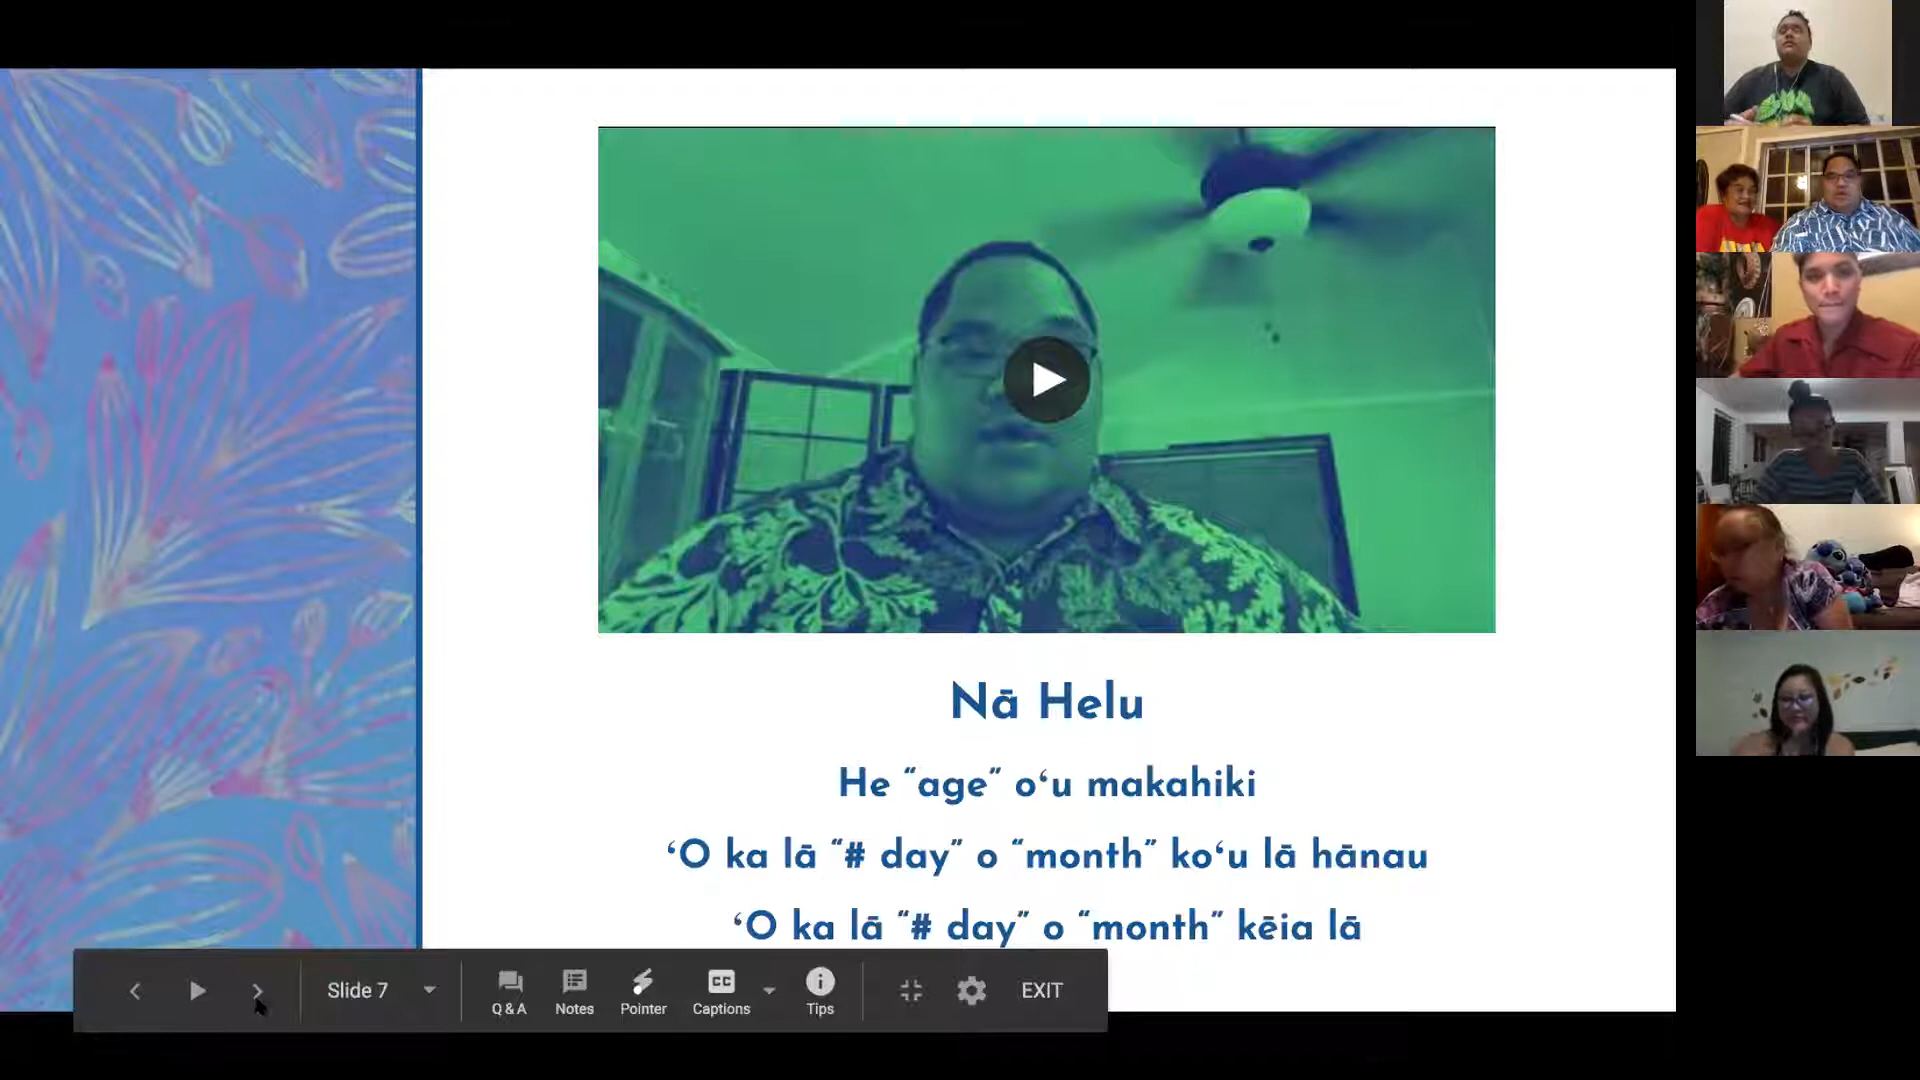 Nā Helu
He “age” oʻu makahiki
ʻO ka lā “# day” o “month” koʻu lā hānau
ʻO ka lā “# day” o “month” kēia lā
Slide 7
Q & A
Notes
Pointer
CC
Captions
Tips
EXIT